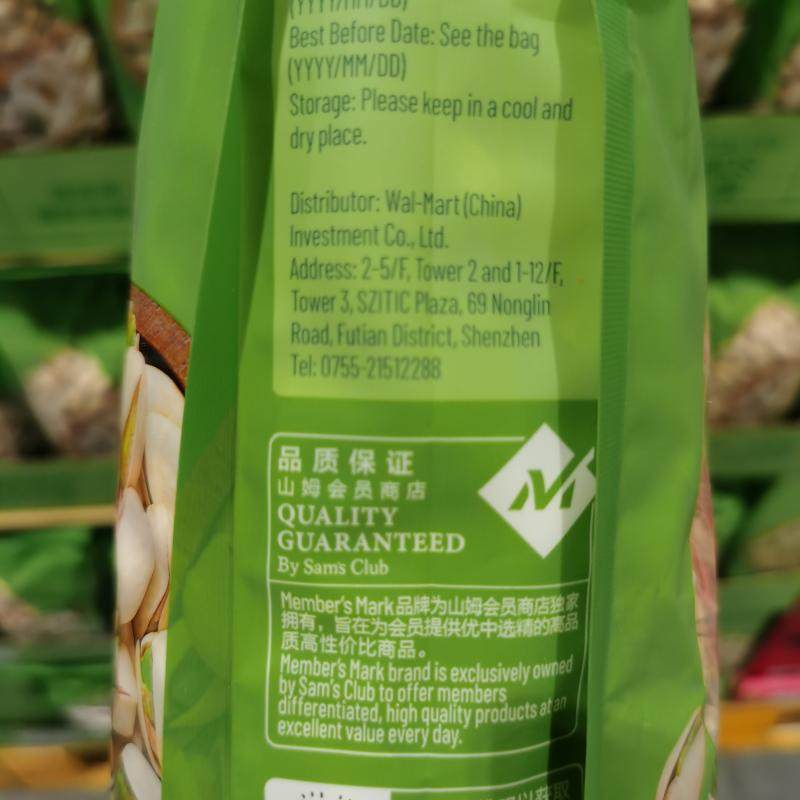 (YYYY/MM/DD)
Best Before Date: See the bag
(YYYY/MM/DD)
Storage: Please keep in a cool and
dry place.
Distributor: Wal-Mart (China)
Investment Co., Ltd.
Address: 2-5/F, Tower 2 and 1-12/F,
Tower 3, SZITIC Plaza, 69 Nonglin
Road, Futian District, Shenzhen
Tel: 0755-21512288
品质保证
山姆会员商店
QUALITY
GUARANTEED
By Sam's Club
Member's Mark品牌为山姆会员商店独家
拥有，旨在为会员提供优中选精的高品
质高性价比商品。
Member's Mark brand is exclusively owned
by Sam's Club to offer members
differentiated, high quality products at an
excellent value every day.